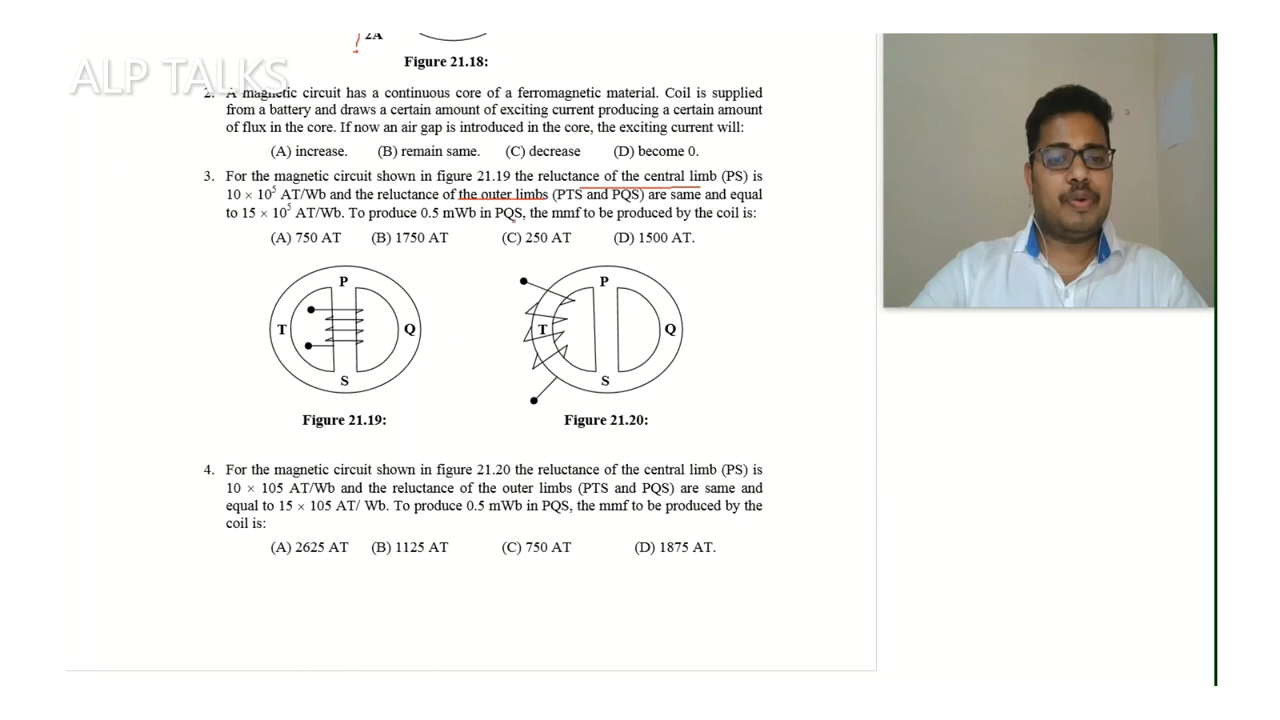 2A
Figure 21.18:
ALP TALKS
2. A magnetic circuit has a continuous core of a ferromagnetic material. Coil is supplied
from a battery and draws a certain amount of exciting current producing a certain amount
of flux in the core. If now an air gap is introduced in the core, the exciting current will:
(A) increase. (B) remain same. (C) decrease (D) become 0.
3. For the magnetic circuit shown in figure 21.19 the reluctance of the central limb (PS) is
10 × 10⁵ AT/Wb and the reluctance of the outer limbs (PTS and PQS) are same and equal
to 15 × 10⁵ AT/Wb. To produce 0.5 mWb in PQS, the mmf to be produced by the coil is:
(A) 750 AT (B) 1750 AT (C) 250 AT (D) 1500 AT.
P P
T Q T Q
S S
Figure 21.19: Figure 21.20:
4. For the magnetic circuit shown in figure 21.20 the reluctance of the central limb (PS) is
10 × 105 AT/Wb and the reluctance of the outer limbs (PTS and PQS) are same and
equal to 15 × 105 AT/ Wb. To produce 0.5 mWb in PQS, the mmf to be produced by the
coil is:
(A) 2625 AT (B) 1125 AT (C) 750 AT (D) 1875 AT.